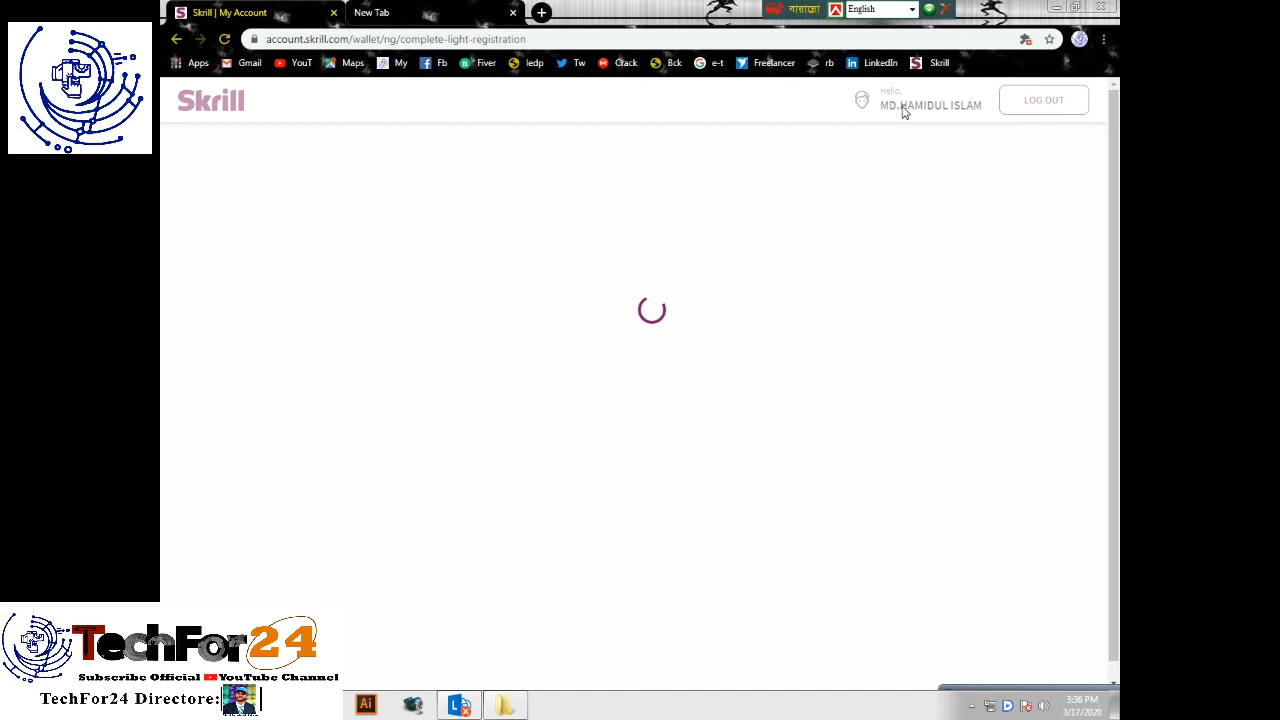 Skrill | My Account
New Tab
বায়ান্নো
English
account.skrill.com/wallet/ng/complete-light-registration
Apps Gmail YouT Maps My Fb Fiver ledp Tw Crack Bck e-t Freelancer rb LinkedIn Skrill
Skrill
Hello,
MD.HAMIDUL ISLAM
LOG OUT
TechFor24
Subscribe Official YouTube Channel
TechFor24 Directore:
Ai
3:36 PM
3/17/2020